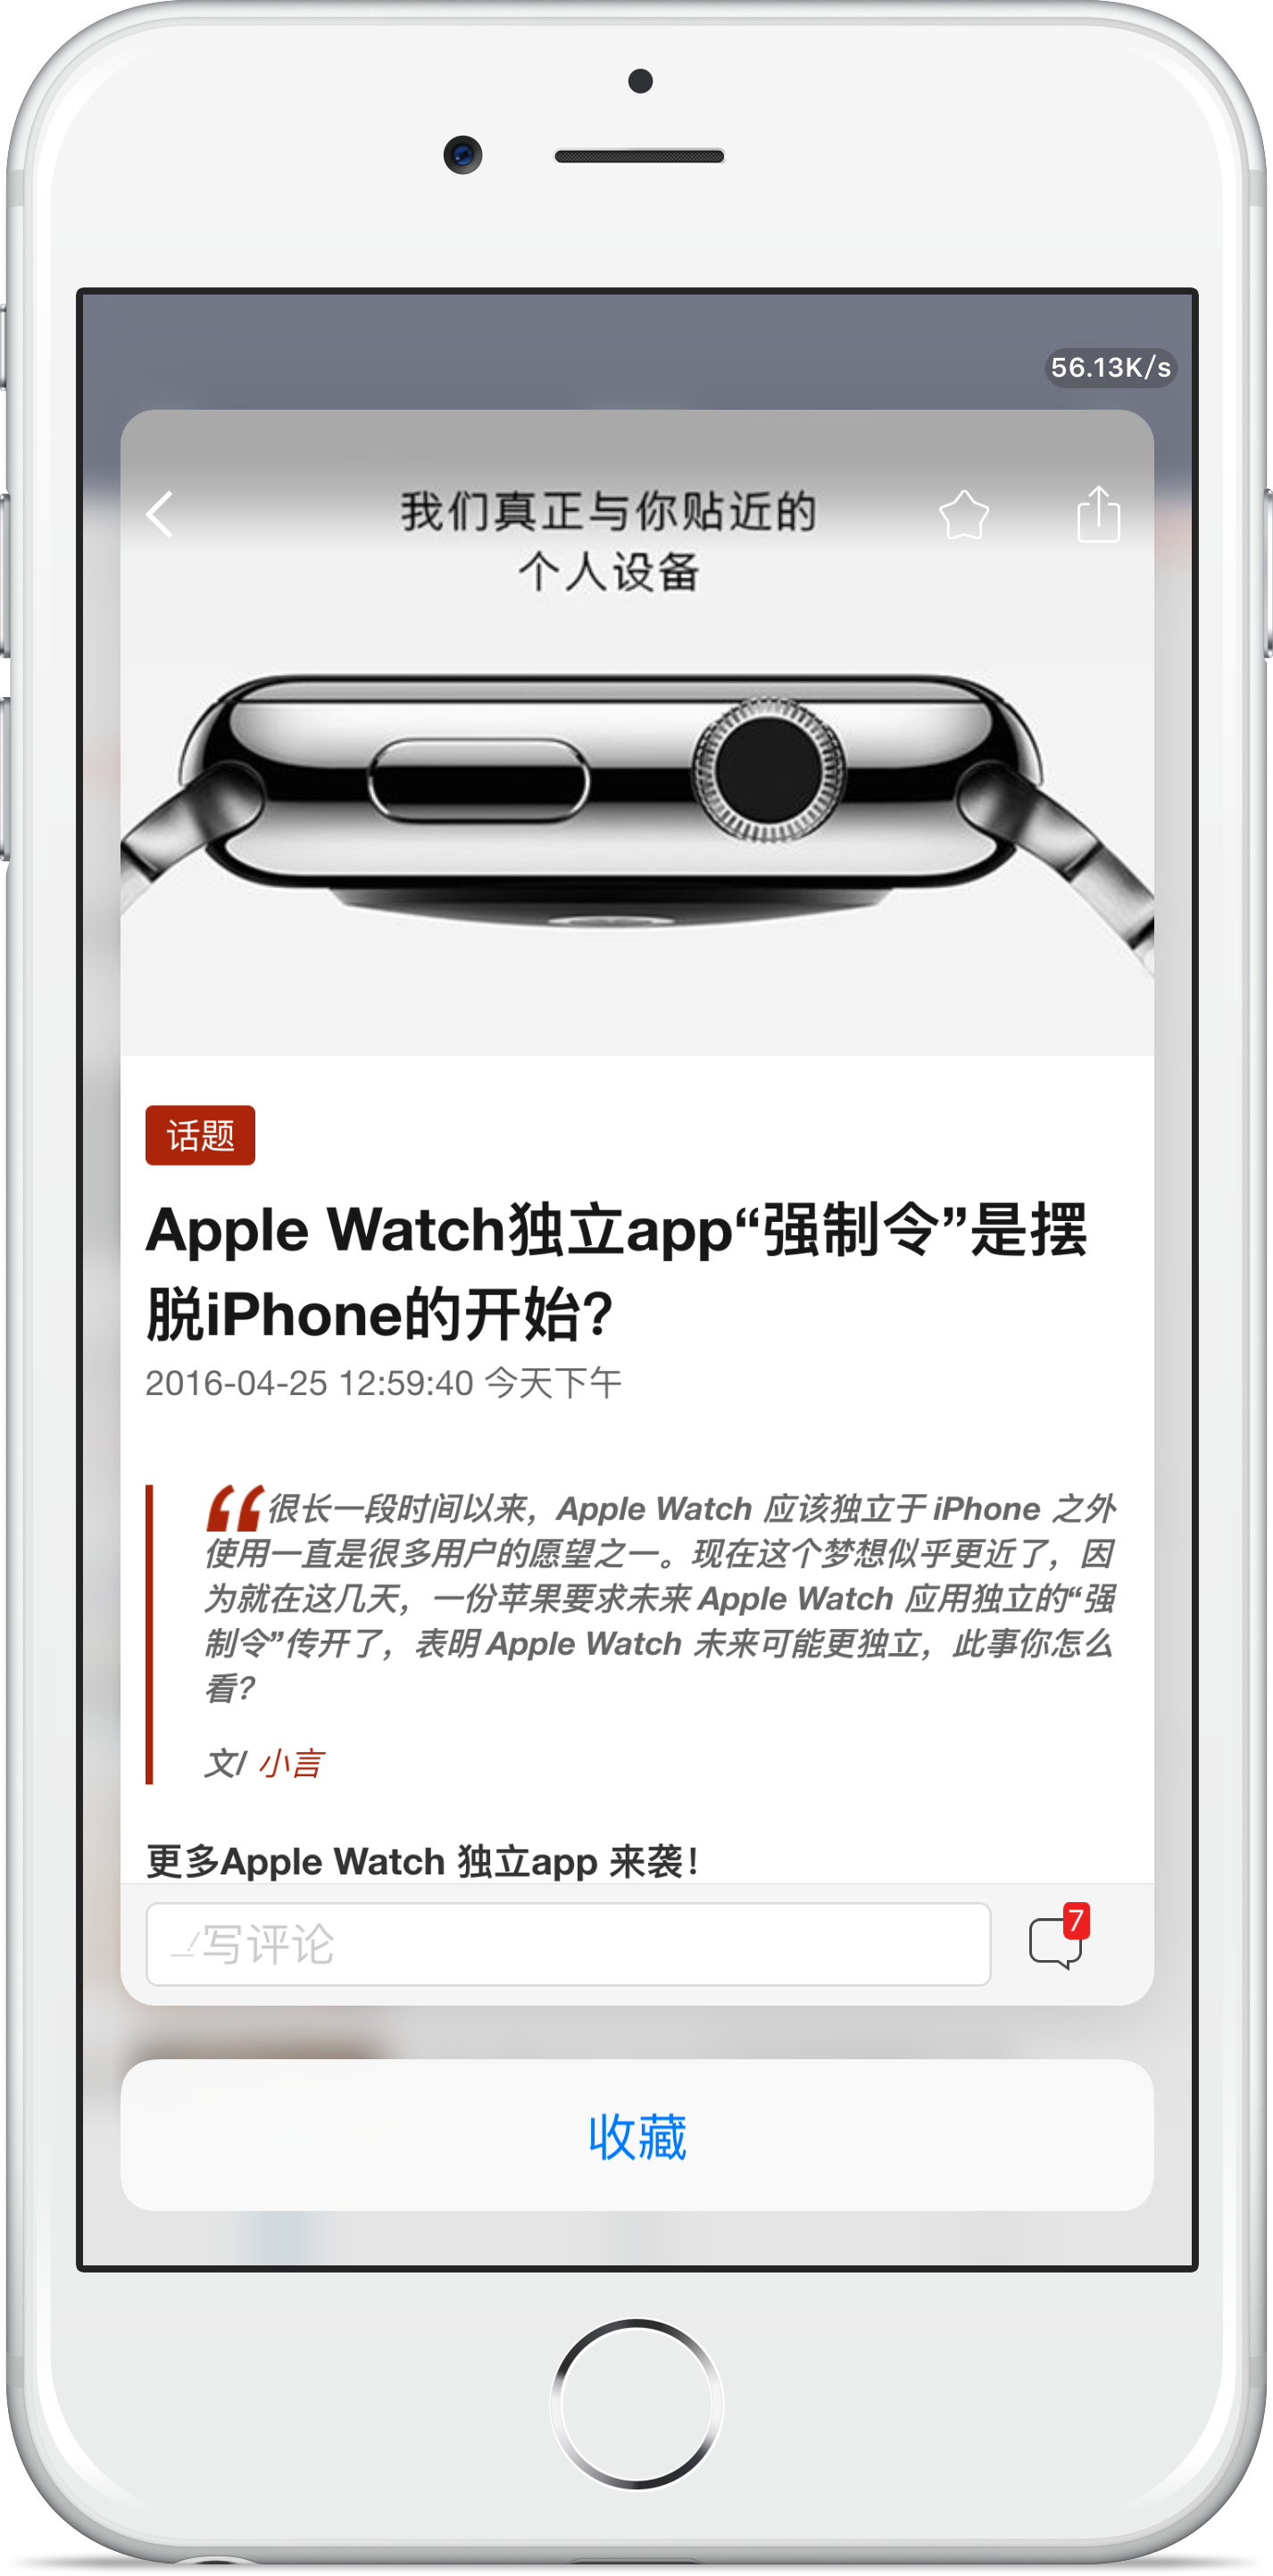 56.13K/s
我们真正与你贴近的
个人设备
话题
Apple Watch独立app“强制令”是摆
脱iPhone的开始?
2016-04-25 12:59:40 今天下午
“很长一段时间以来，Apple Watch 应该独立于 iPhone 之外
使用一直是很多用户的愿望之一。现在这个梦想似乎更近了，因
为就在这几天，一份苹果要求未来 Apple Watch 应用独立的“强
制令”传开了，表明 Apple Watch 未来可能更独立，此事你怎么
看?
文/ 小言
更多Apple Watch 独立app 来袭！
写评论
7
收藏